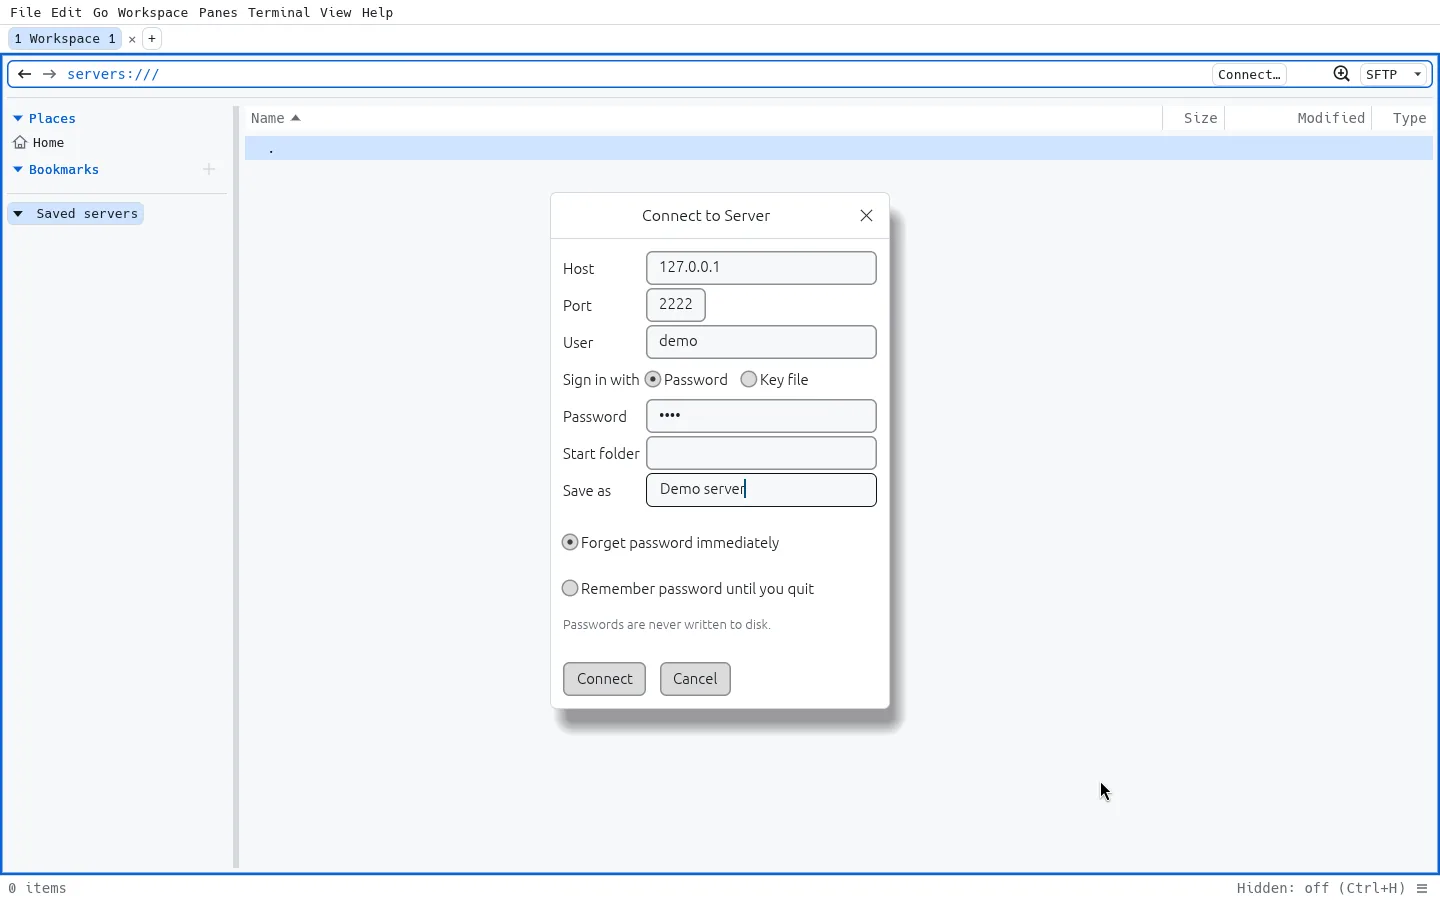 File Edit Go Workspace Panes Terminal View Help
1 Workspace 1 × +
servers:/// Connect… SFTP
Places
Name Size Modified Type
Home
.
Bookmarks +
Saved servers
Connect to Server
Host 127.0.0.1
Port 2222
User demo
Sign in with Password Key file
Password ••••
Start folder
Save as Demo server
Forget password immediately
Remember password until you quit
Passwords are never written to disk.
Connect Cancel
0 items Hidden: off (Ctrl+H) ≡